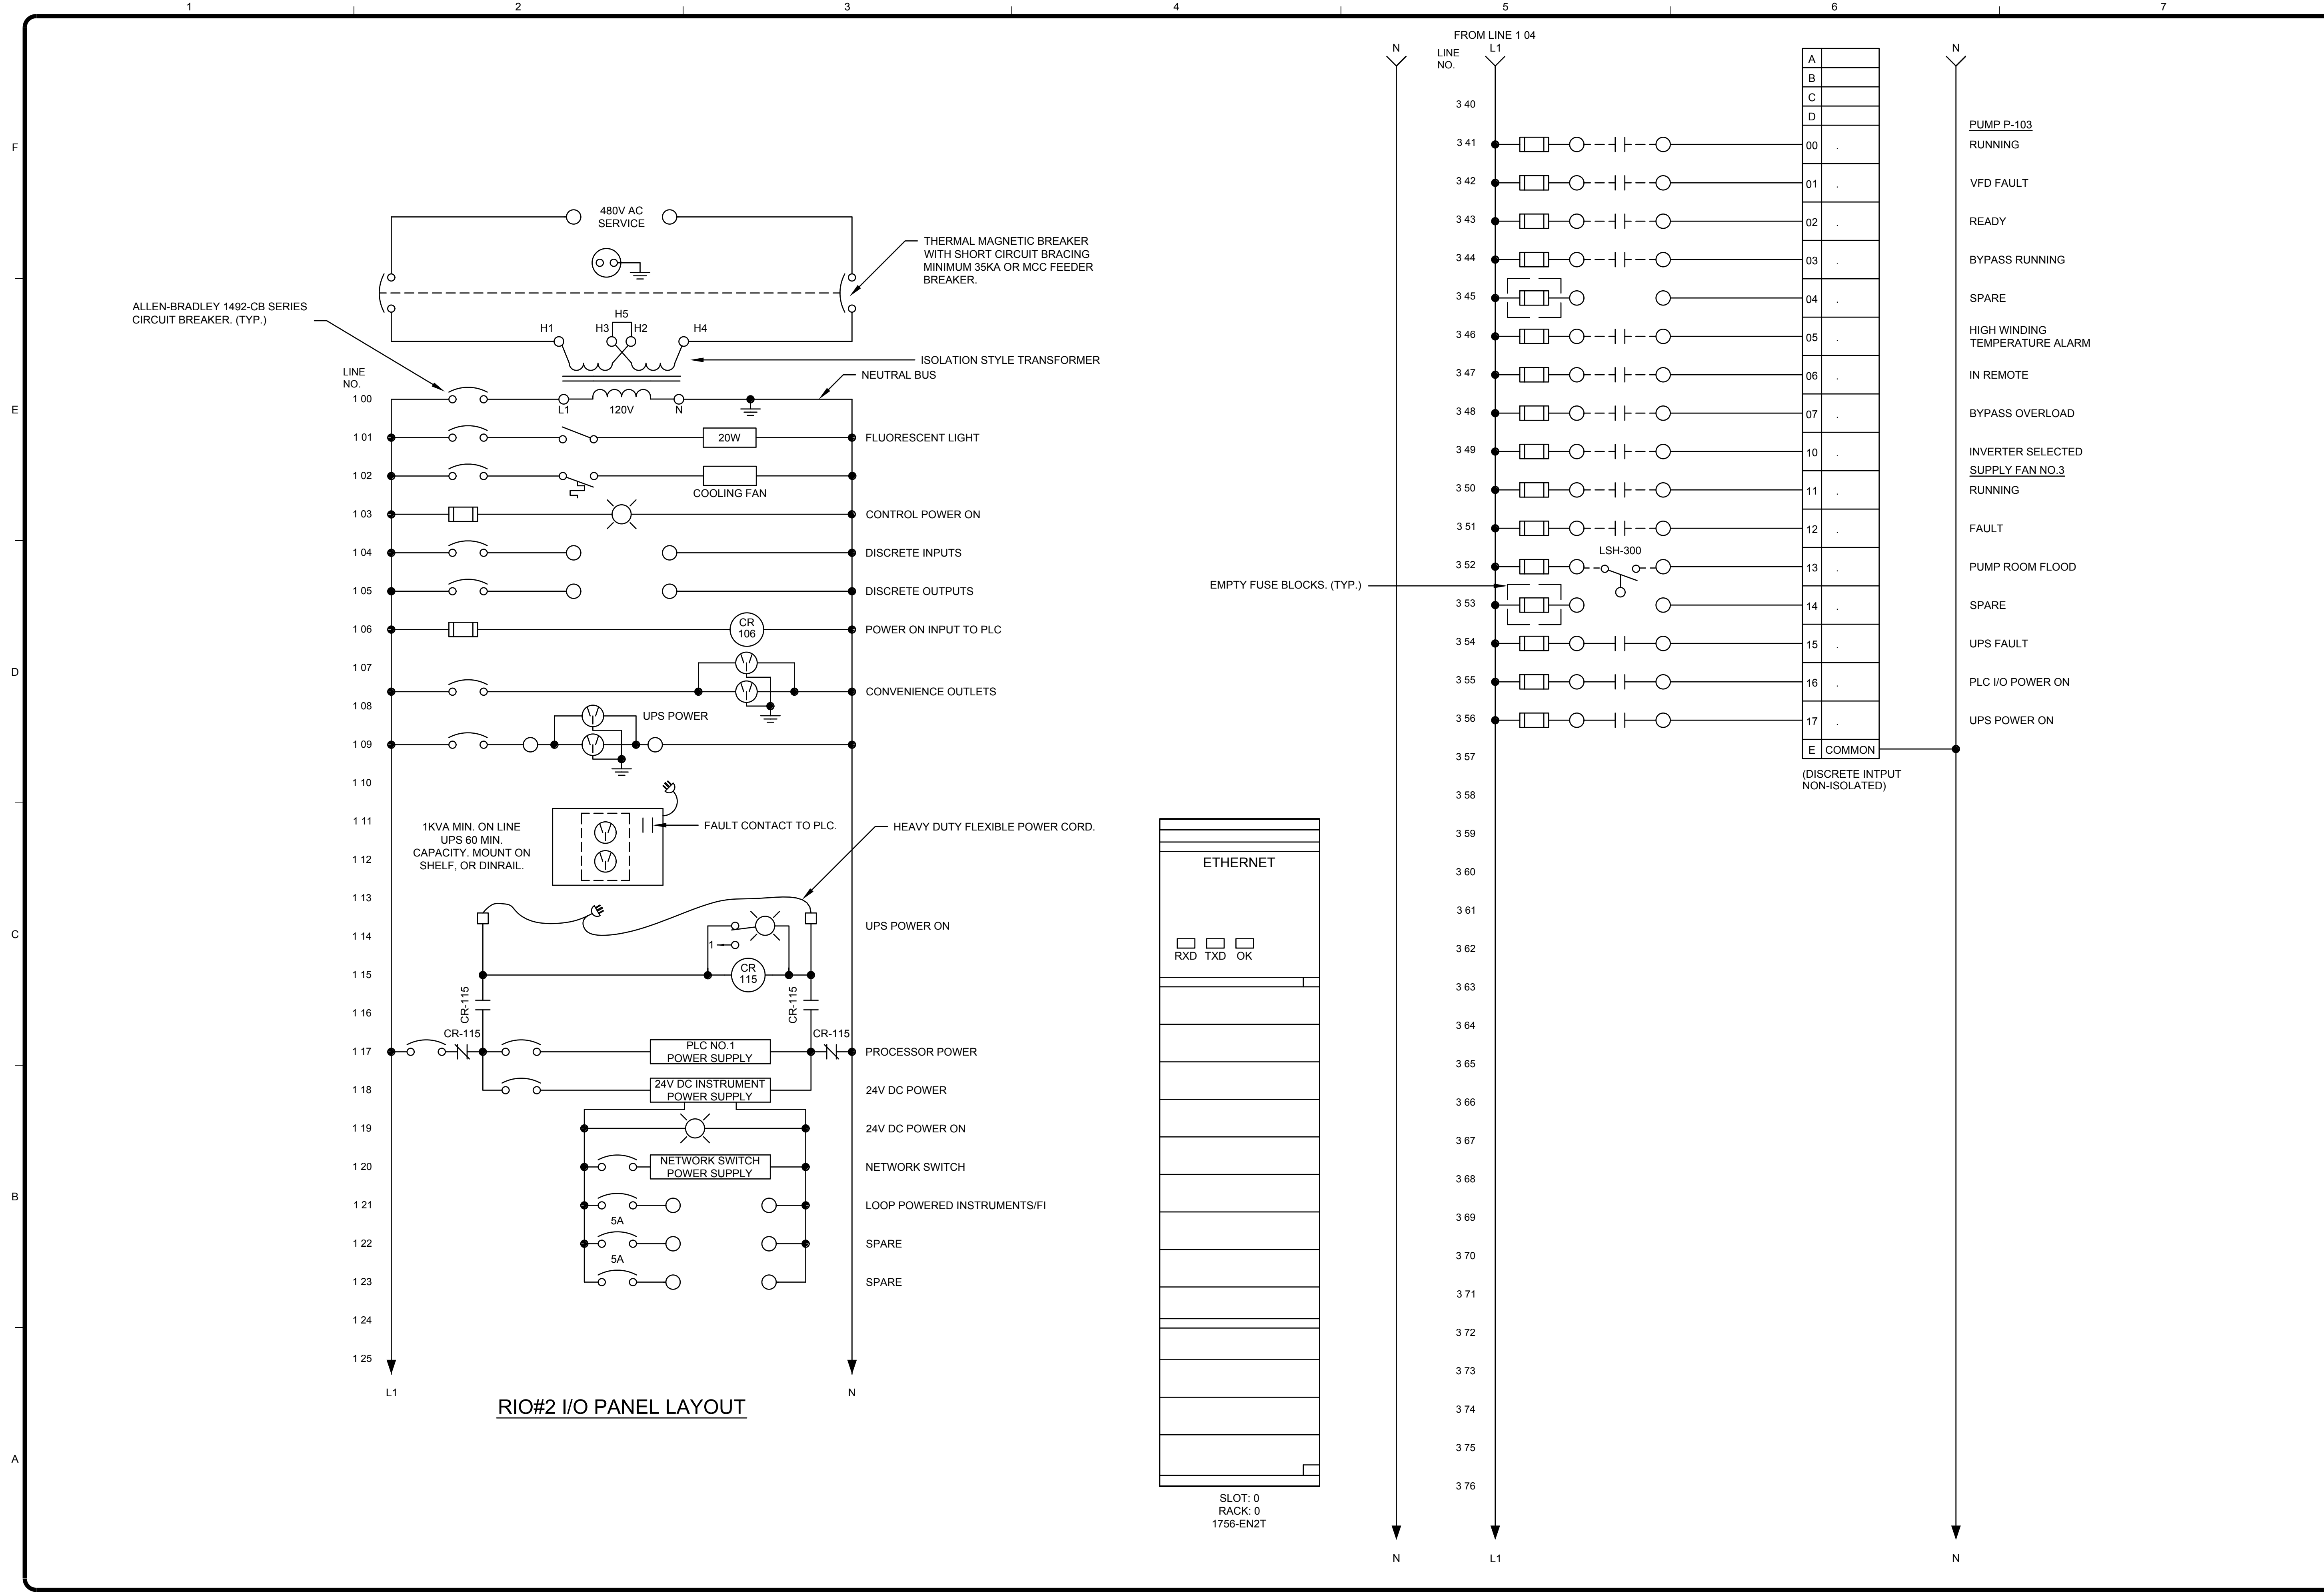 1 2 3 4 5 6 7
F
E
D
C
B
A
480V AC
SERVICE
THERMAL MAGNETIC BREAKER
WITH SHORT CIRCUIT BRACING
MINIMUM 35KA OR MCC FEEDER
BREAKER.
ALLEN-BRADLEY 1492-CB SERIES
CIRCUIT BREAKER. (TYP.)
H5
H1 H3 H2 H4
ISOLATION STYLE TRANSFORMER
NEUTRAL BUS
LINE
NO.
1 00
L1 120V N
1 01 20W FLUORESCENT LIGHT
1 02
COOLING FAN
1 03 CONTROL POWER ON
1 04 DISCRETE INPUTS
1 05 DISCRETE OUTPUTS
1 06 CR
106 POWER ON INPUT TO PLC
1 07
CONVENIENCE OUTLETS
1 08
UPS POWER
1 09
1 10
1 11
1KVA MIN. ON LINE
UPS 60 MIN.
CAPACITY. MOUNT ON
SHELF, OR DINRAIL.
FAULT CONTACT TO PLC.
HEAVY DUTY FLEXIBLE POWER CORD.
1 12
1 13
UPS POWER ON
1 14
1
1 15 CR
115
CR-115 CR-115
1 16
CR-115 CR-115
1 17 PLC NO.1
POWER SUPPLY PROCESSOR POWER
1 18 24V DC INSTRUMENT
POWER SUPPLY 24V DC POWER
1 19 24V DC POWER ON
1 20 NETWORK SWITCH
POWER SUPPLY NETWORK SWITCH
1 21 LOOP POWERED INSTRUMENTS/FI
5A
1 22 SPARE
5A
1 23 SPARE
1 24
1 25
L1 N
RIO#2 I/O PANEL LAYOUT
ETHERNET
RXD TXD OK
SLOT: 0
RACK: 0
1756-EN2T
FROM LINE 1 04
N LINE
NO. L1 N
A
B
C
D
3 40
PUMP P-103
3 41 00 . RUNNING
3 42 01 . VFD FAULT
3 43 02 . READY
3 44 03 . BYPASS RUNNING
3 45 04 . SPARE
3 46 05 . HIGH WINDING
TEMPERATURE ALARM
3 47 06 . IN REMOTE
3 48 07 . BYPASS OVERLOAD
3 49 10 . INVERTER SELECTED
SUPPLY FAN NO.3
3 50 11 . RUNNING
3 51 12 . FAULT
LSH-300
3 52 13 . PUMP ROOM FLOOD
EMPTY FUSE BLOCKS. (TYP.)
3 53 14 . SPARE
3 54 15 . UPS FAULT
3 55 16 . PLC I/O POWER ON
3 56 17 . UPS POWER ON
3 57 E COMMON
(DISCRETE INTPUT
NON-ISOLATED)
3 58
3 59
3 60
3 61
3 62
3 63
3 64
3 65
3 66
3 67
3 68
3 69
3 70
3 71
3 72
3 73
3 74
3 75
3 76
N L1 N